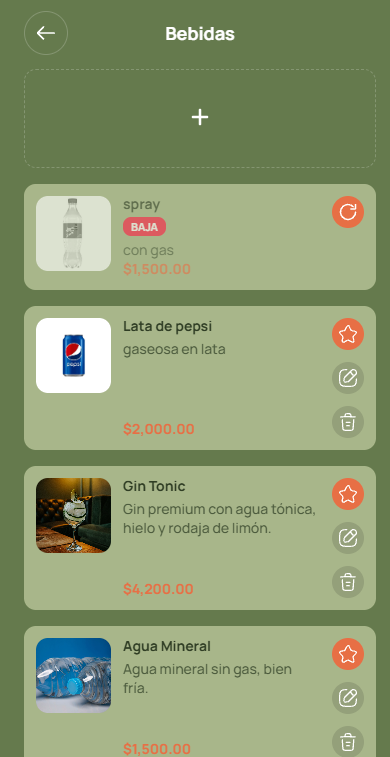 Bebidas
+
spray
BAJA
con gas
$1,500.00
Lata de pepsi
gaseosa en lata
pepsi
$2,000.00
Gin Tonic
Gin premium con agua tónica,
hielo y rodaja de limón.
$4,200.00
Agua Mineral
Agua mineral sin gas, bien
fría.
$1,500.00